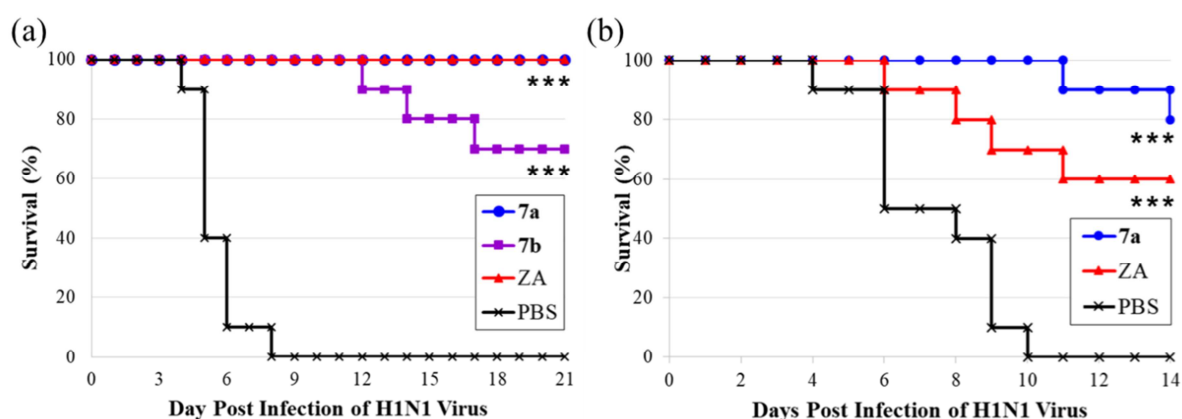 (a)
100
80
60
40
20
0
Survival (%)
0 3 6 9 12 15 18 21
Day Post Infection of H1N1 Virus
***
***
7a
7b
ZA
PBS
(b)
100
80
60
40
20
0
Survival (%)
0 2 4 6 8 10 12 14
Days Post Infection of H1N1 Virus
***
***
7a
ZA
PBS